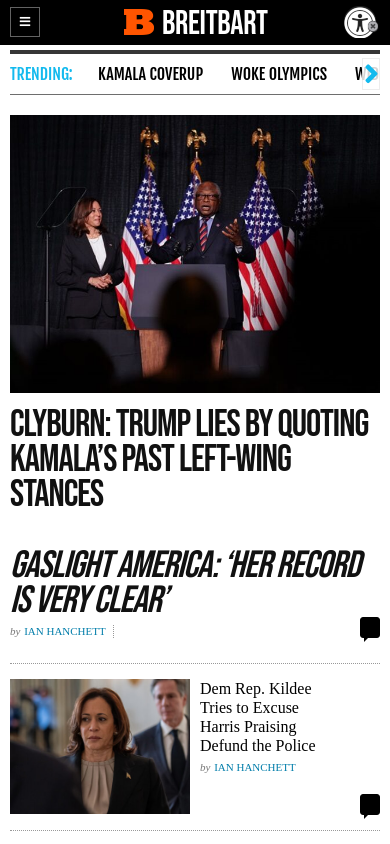 BREITBART
TRENDING: KAMALA COVERUP WOKE OLYMPICS
CLYBURN: TRUMP LIES BY QUOTING
KAMALA’S PAST LEFT-WING
STANCES
GASLIGHT AMERICA: ‘HER RECORD
IS VERY CLEAR’
by IAN HANCHETT
Dem Rep. Kildee
Tries to Excuse
Harris Praising
Defund the Police
by IAN HANCHETT